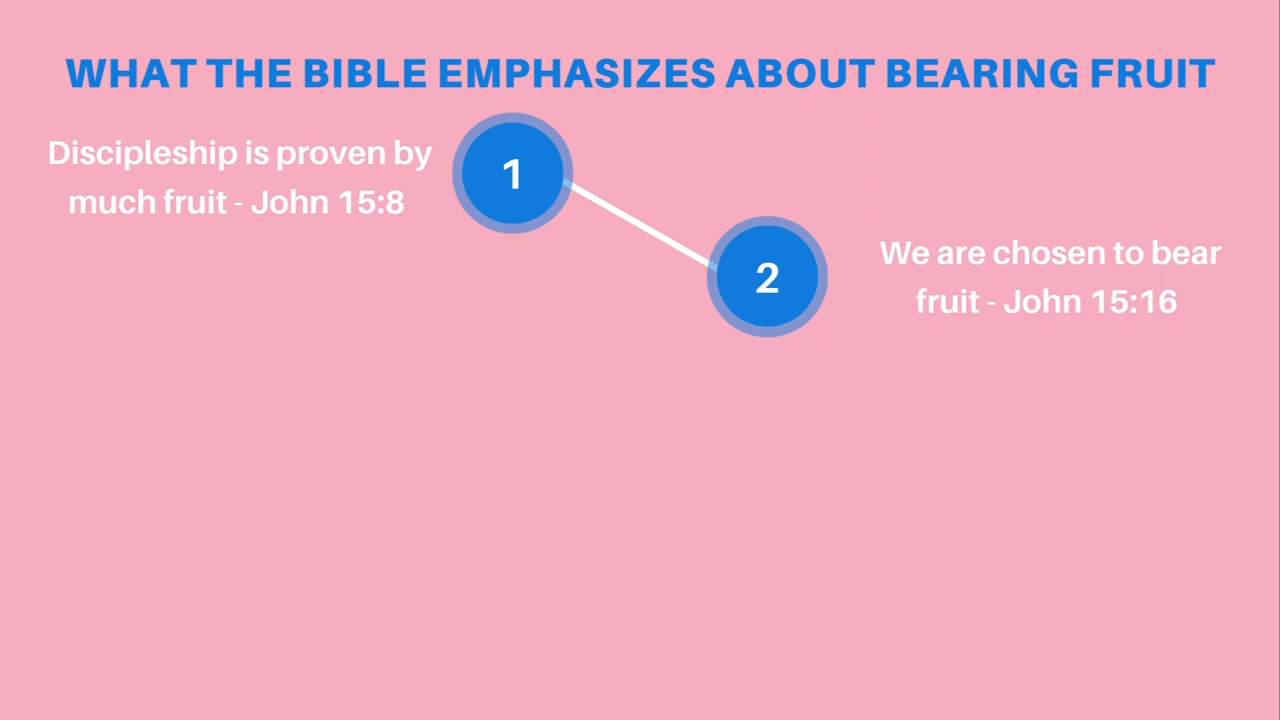 WHAT THE BIBLE EMPHASIZES ABOUT BEARING FRUIT
Discipleship is proven by
much fruit - John 15:8
1
2
We are chosen to bear
fruit - John 15:16